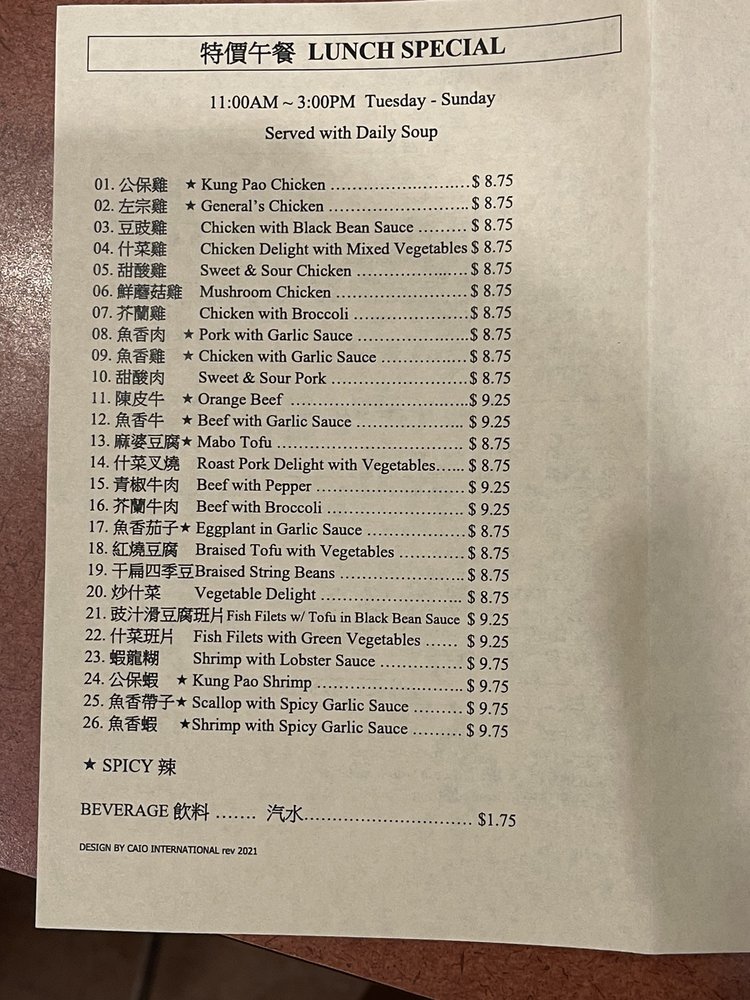 特價午餐 LUNCH SPECIAL
11:00AM ~ 3:00PM Tuesday - Sunday
Served with Daily Soup
01. 公保雞 ★ Kung Pao Chicken ........................ $ 8.75
02. 左宗雞 ★ General's Chicken ........................ $ 8.75
03. 豆豉雞 Chicken with Black Bean Sauce ......... $ 8.75
04. 什菜雞 Chicken Delight with Mixed Vegetables $ 8.75
05. 甜酸雞 Sweet & Sour Chicken .................... $ 8.75
06. 鮮蘑菇雞 Mushroom Chicken ........................ $ 8.75
07. 芥蘭雞 Chicken with Broccoli ..................... $ 8.75
08. 魚香肉 ★ Pork with Garlic Sauce .................... $ 8.75
09. 魚香雞 ★ Chicken with Garlic Sauce ................ $ 8.75
10. 甜酸肉 Sweet & Sour Pork ........................ $ 8.75
11. 陳皮牛 ★ Orange Beef ................................ $ 9.25
12. 魚香牛 ★ Beef with Garlic Sauce .................... $ 9.25
13. 麻婆豆腐★ Mabo Tofu .................................. $ 8.75
14. 什菜叉燒 Roast Pork Delight with Vegetables...... $ 8.75
15. 青椒牛肉 Beef with Pepper ........................... $ 9.25
16. 芥蘭牛肉 Beef with Broccoli ......................... $ 9.25
17. 魚香茄子★ Eggplant in Garlic Sauce .................. $ 8.75
18. 紅燒豆腐 Braised Tofu with Vegetables ............ $ 8.75
19. 干扁四季豆Braised String Beans ...................... $ 8.75
20. 炒什菜 Vegetable Delight .......................... $ 8.75
21. 豉汁滑豆腐班片 Fish Filets w/ Tofu in Black Bean Sauce $ 9.25
22. 什菜班片 Fish Filets with Green Vegetables ...... $ 9.25
23. 蝦龍糊 Shrimp with Lobster Sauce ............... $ 9.75
24. 公保蝦 ★ Kung Pao Shrimp .......................... $ 9.75
25. 魚香帶子★ Scallop with Spicy Garlic Sauce ......... $ 9.75
26. 魚香蝦 ★Shrimp with Spicy Garlic Sauce ......... $ 9.75
★ SPICY 辣
BEVERAGE 飲料 ....... 汽水............................. $1.75
DESIGN BY CAIO INTERNATIONAL rev 2021